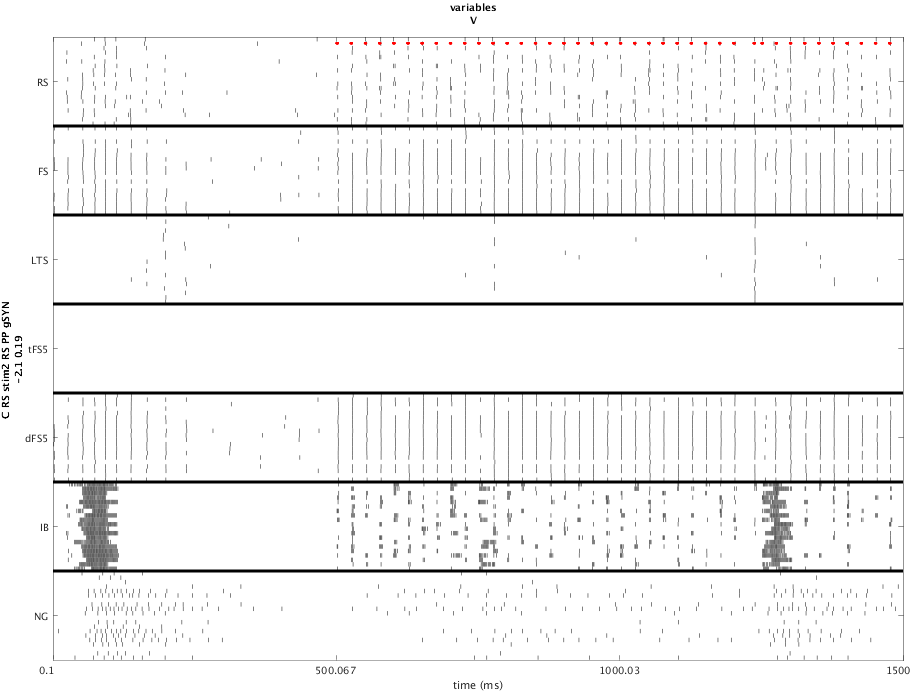 variables
V
RS
FS
LTS
tFS5
dFS5
IB
NG
C RS stim2 RS PP gSYN
-2.1 0.19
0.1
500.067
1000.03
1500
time (ms)